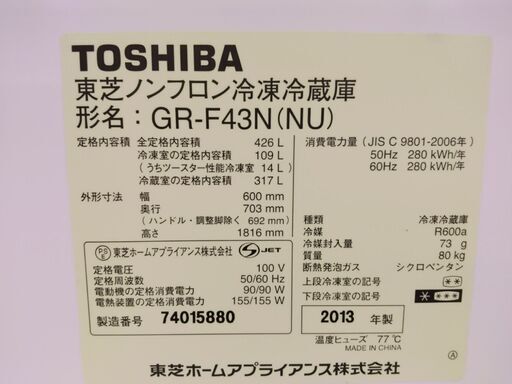 TOSHIBA
東芝ノンフロン冷凍冷蔵庫
形名：GR-F43N(NU)
定格内容積 全定格内容積 426 L
冷凍室の定格内容積 109 L
(うちツースター性能冷凍室 14 L)
冷蔵室の定格内容積 317 L
外形寸法 幅 600 mm
奥行 703 mm
(ハンドル・調整脚除く 692 mm)
高さ 1816 mm
消費電力量 (JIS C 9801-2006年)
50Hz 280 kWh/年
60Hz 280 kWh/年
種類 冷凍冷蔵庫
冷媒 R600a
冷媒封入量 73 g
質量 80 kg
断熱発泡ガス シクロペンタン
上段冷凍室の記号 **
下段冷凍室の記号 * ***
PSE 東芝ホームアプライアンス株式会社 SJET
定格電圧 100 V
定格周波数 50/60 Hz
電動機の定格消費電力 90/90 W
電熱装置の定格消費電力 155/155 W
製造番号 74015880
2013 年製
温度ヒューズ 77℃
MADE IN CHINA
東芝ホームアプライアンス株式会社
Ⓐ